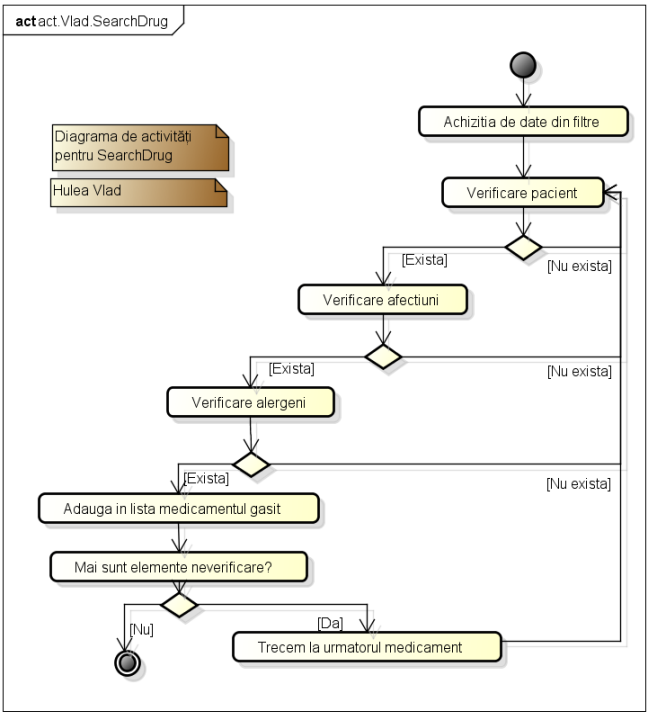 act act.Vlad.SearchDrug
Diagrama de activități
pentru SearchDrug
Hulea Vlad
Achizitia de date din filtre
Verificare pacient
[Exista]
[Nu exista]
Verificare afectiuni
[Exista]
[Nu exista]
Verificare alergeni
[Exista]
[Nu exista]
Adauga in lista medicamentul gasit
Mai sunt elemente neverificare?
[Nu]
[Da]
Trecem la urmatorul medicament